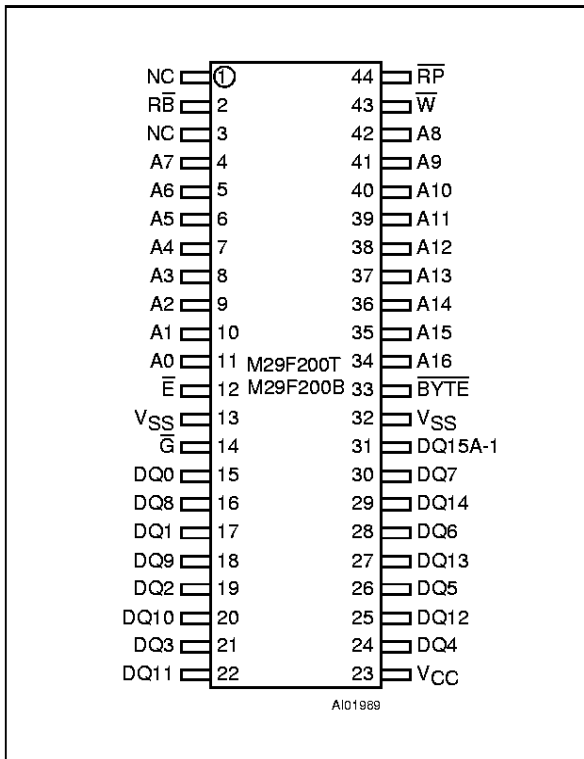 NC 1 44 R̅P̅
RB̅ 2 43 W̅
NC 3 42 A8
A7 4 41 A9
A6 5 40 A10
A5 6 39 A11
A4 7 38 A12
A3 8 37 A13
A2 9 36 A14
A1 10 35 A15
A0 11 M29F200T 34 A16
E̅ 12 M29F200B 33 B̅Y̅T̅E̅
VSS 13 32 VSS
G̅ 14 31 DQ15A-1
DQ0 15 30 DQ7
DQ8 16 29 DQ14
DQ1 17 28 DQ6
DQ9 18 27 DQ13
DQ2 19 26 DQ5
DQ10 20 25 DQ12
DQ3 21 24 DQ4
DQ11 22 23 VCC
AI01989